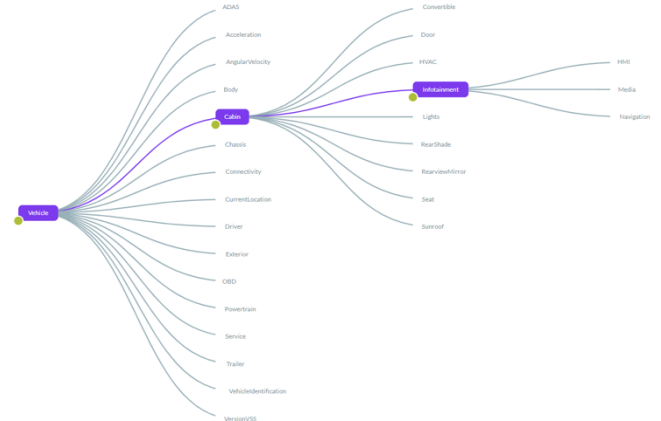 Vehicle
ADAS
Acceleration
AngularVelocity
Body
Cabin
Chassis
Connectivity
CurrentLocation
Driver
Exterior
OBD
Powertrain
Service
Trailer
VehicleIdentification
VersionVSS
Convertible
Door
HVAC
Infotainment
Lights
RearShade
RearviewMirror
Seat
Sunroof
HMI
Media
Navigation